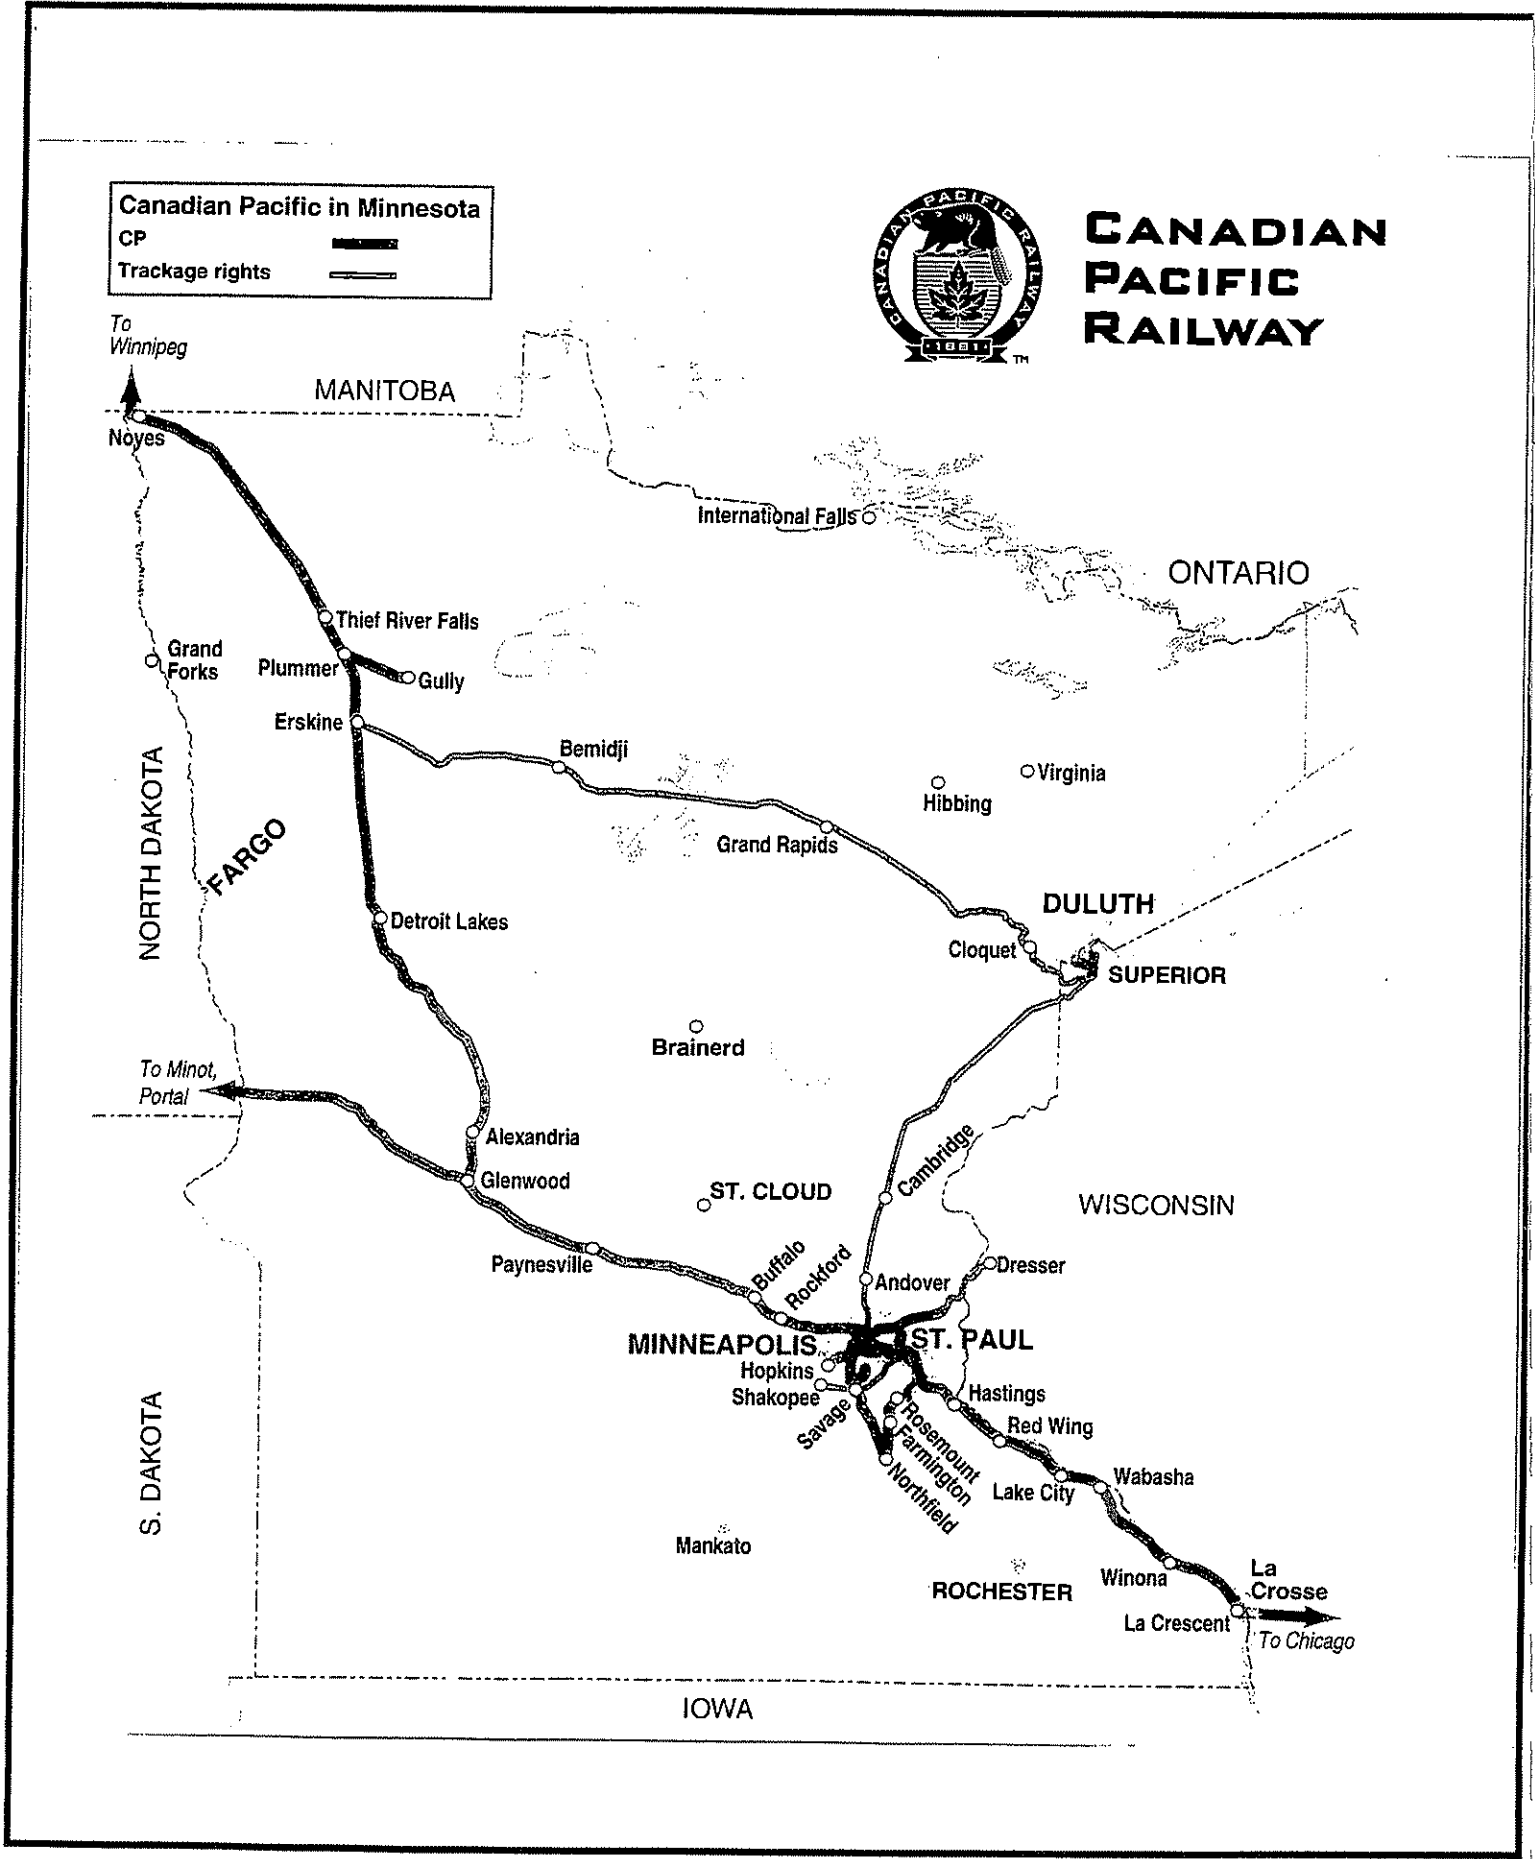 Canadian Pacific in Minnesota
CP
Trackage rights
CANADIAN PACIFIC RAILWAY
1881
TM
CANADIAN
PACIFIC
RAILWAY
To
Winnipeg
MANITOBA
Noyes
International Falls
ONTARIO
Thief River Falls
Grand
Forks
Plummer
Gully
Erskine
Bemidji
Virginia
Hibbing
NORTH DAKOTA
FARGO
Grand Rapids
DULUTH
Detroit Lakes
Cloquet
SUPERIOR
Brainerd
To Minot,
Portal
Alexandria
Cambridge
Glenwood
ST. CLOUD
WISCONSIN
Paynesville
Buffalo
Rockford
Andover
Dresser
MINNEAPOLIS
ST. PAUL
Hopkins
Shakopee
Savage
Hastings
Rosemount
Farmington
Northfield
Red Wing
Lake City
Wabasha
S. DAKOTA
Mankato
ROCHESTER
Winona
La
Crosse
La Crescent
To Chicago
IOWA